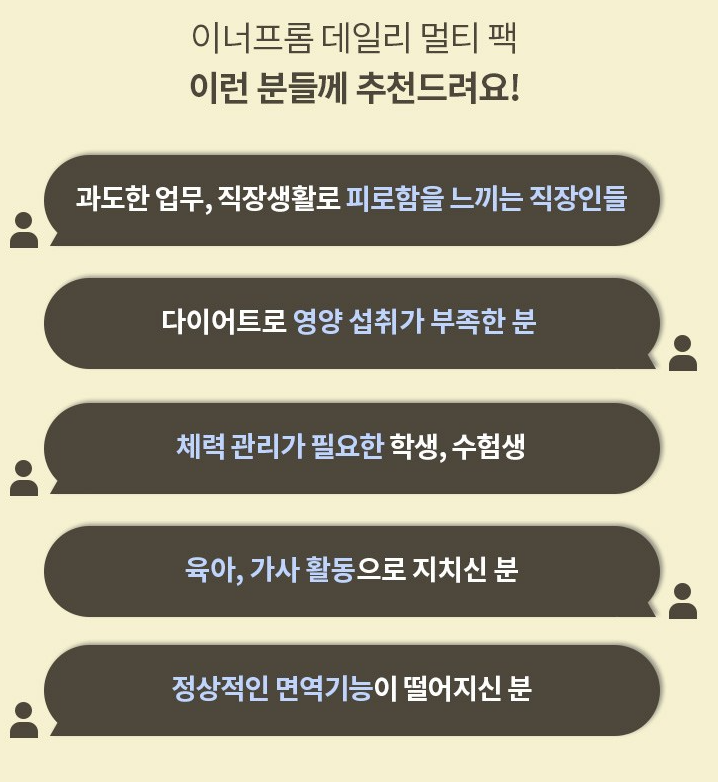 이너프롬 데일리 멀티 팩
이런 분들께 추천드려요!
과도한 업무, 직장생활로 피로함을 느끼는 직장인들
다이어트로 영양 섭취가 부족한 분
체력 관리가 필요한 학생, 수험생
육아, 가사 활동으로 지치신 분
정상적인 면역기능이 떨어지신 분